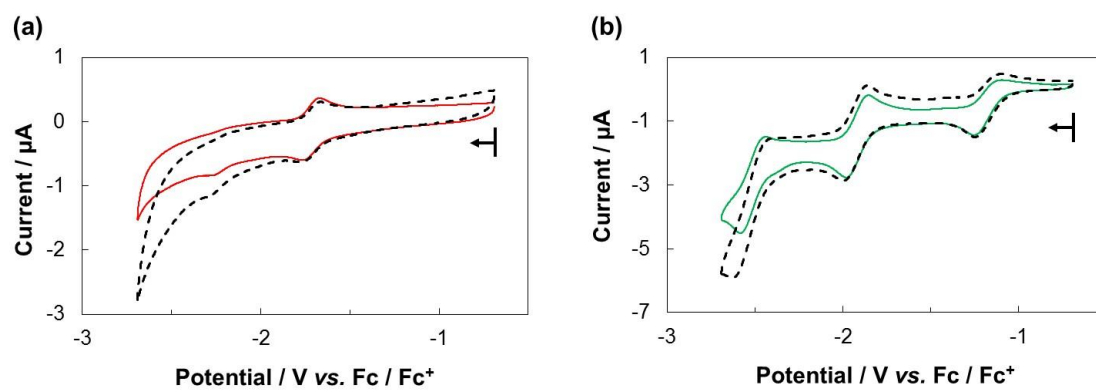 (a)
1
0
-1
-2
-3
-3
-2
-1
Current / µA
Potential / V vs. Fc / Fc⁺
(b)
1
-1
-3
-5
-7
-3
-2
-1
Current / µA
Potential / V vs. Fc / Fc⁺